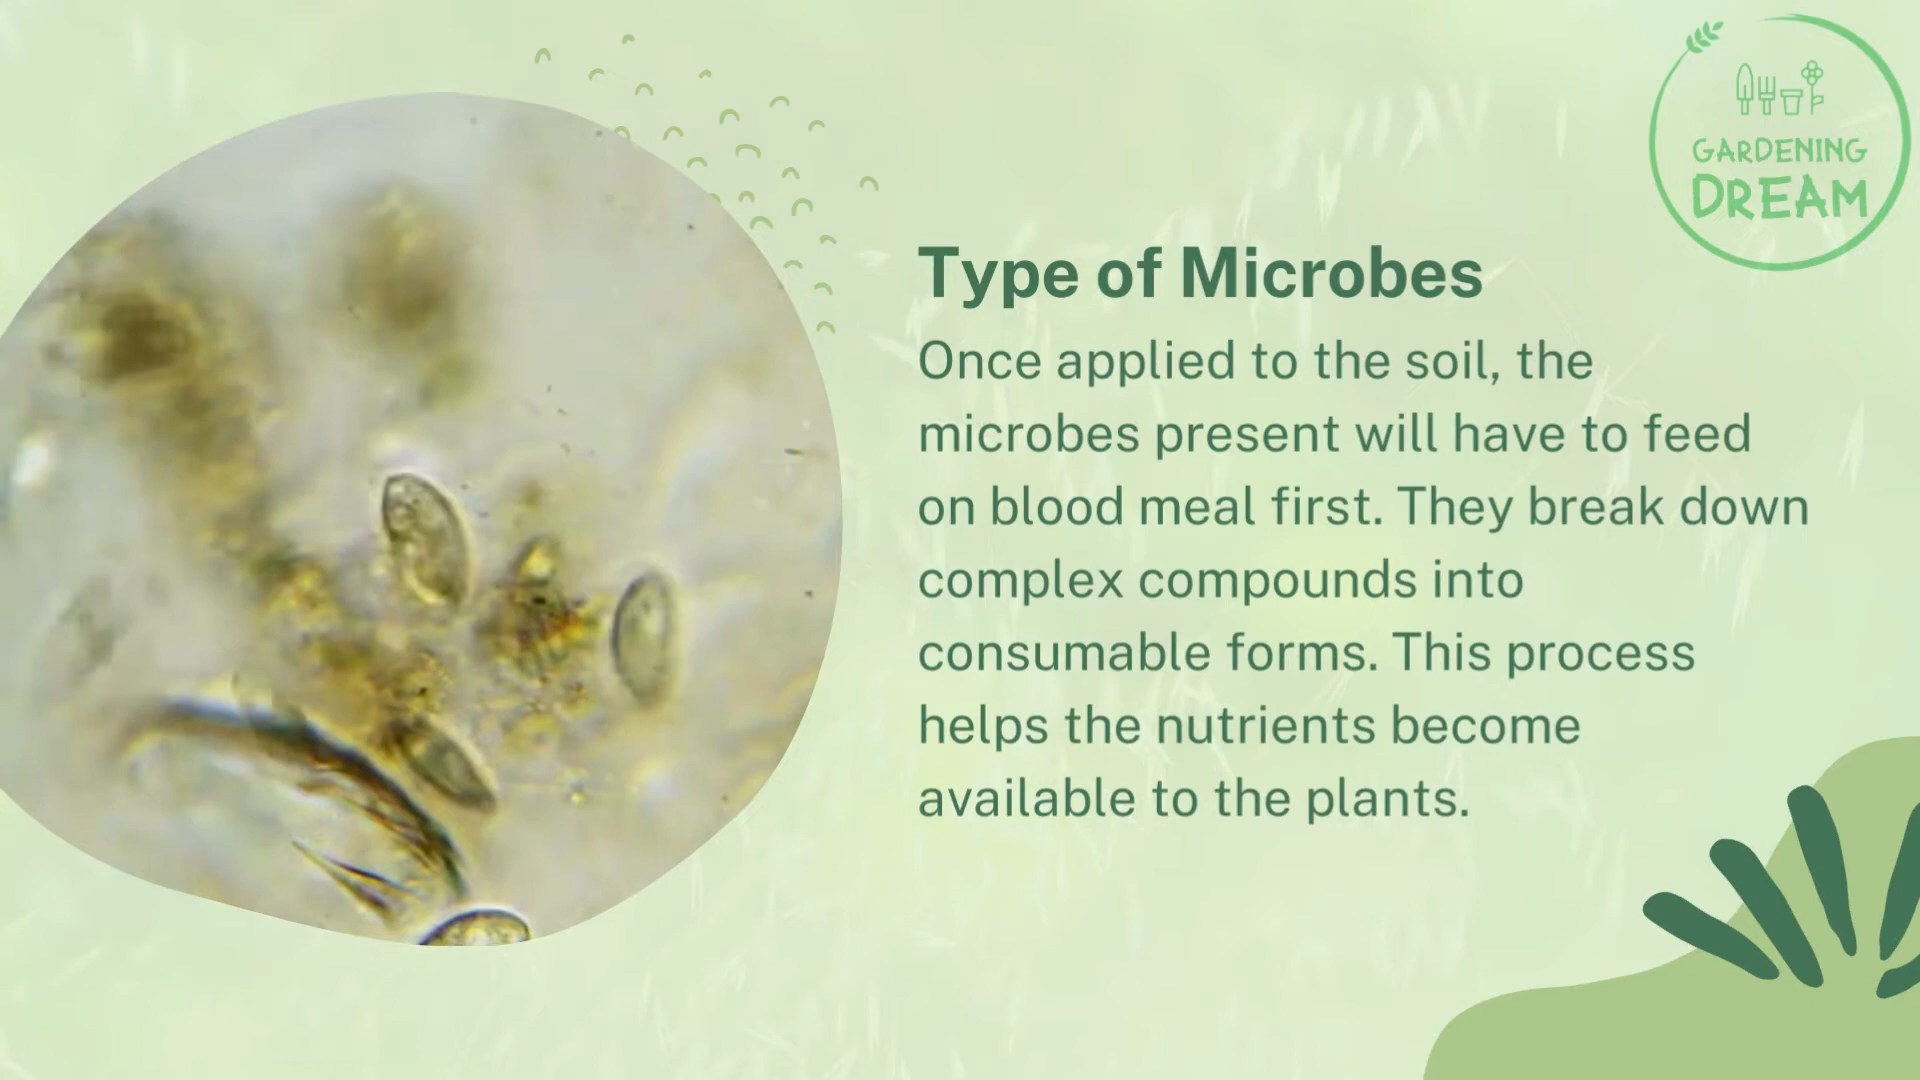 GARDENING
DREAM
Type of Microbes
Once applied to the soil, the
microbes present will have to feed
on blood meal first. They break down
complex compounds into
consumable forms. This process
helps the nutrients become
available to the plants.